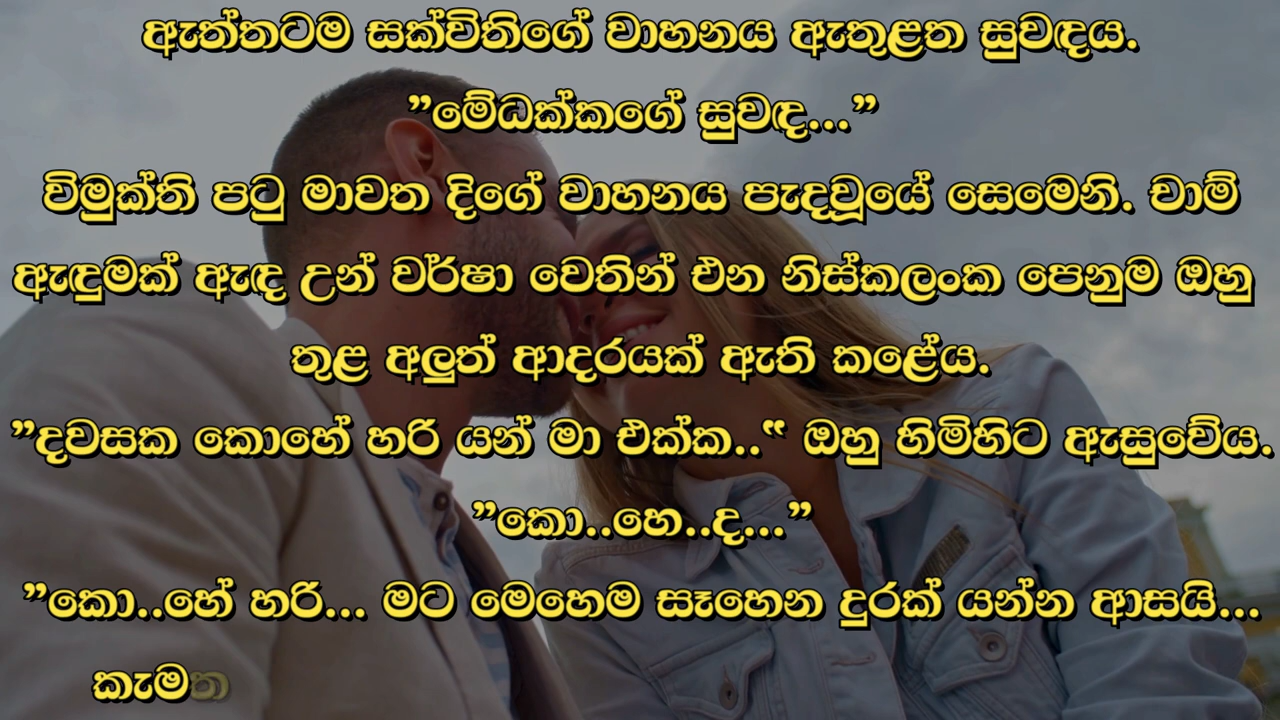 ඇත්තටම සක්විතිගේ වාහනය ඇතුළත සුවඳය.
”මේධක්කගේ සුවඳ...”
විමුක්ති පටු මාවත දිගේ වාහනය පැදවූයේ සෙමෙනි. චාම්
ඇඳුමක් ඇඳ උන් වර්ෂා වෙතින් එන නිස්කලංක පෙනුම ඔහු
තුළ අලුත් ආදරයක් ඇති කළේය.
”දවසක කොහේ හරි යන් මා එක්ක..“ ඔහු හිමිහිට ඇසුවේය.
”කො..හෙ..ද...”
”කො..හේ හරි... මට මෙහෙම සෑහෙන දුරක් යන්න ආසයි...
කැමත